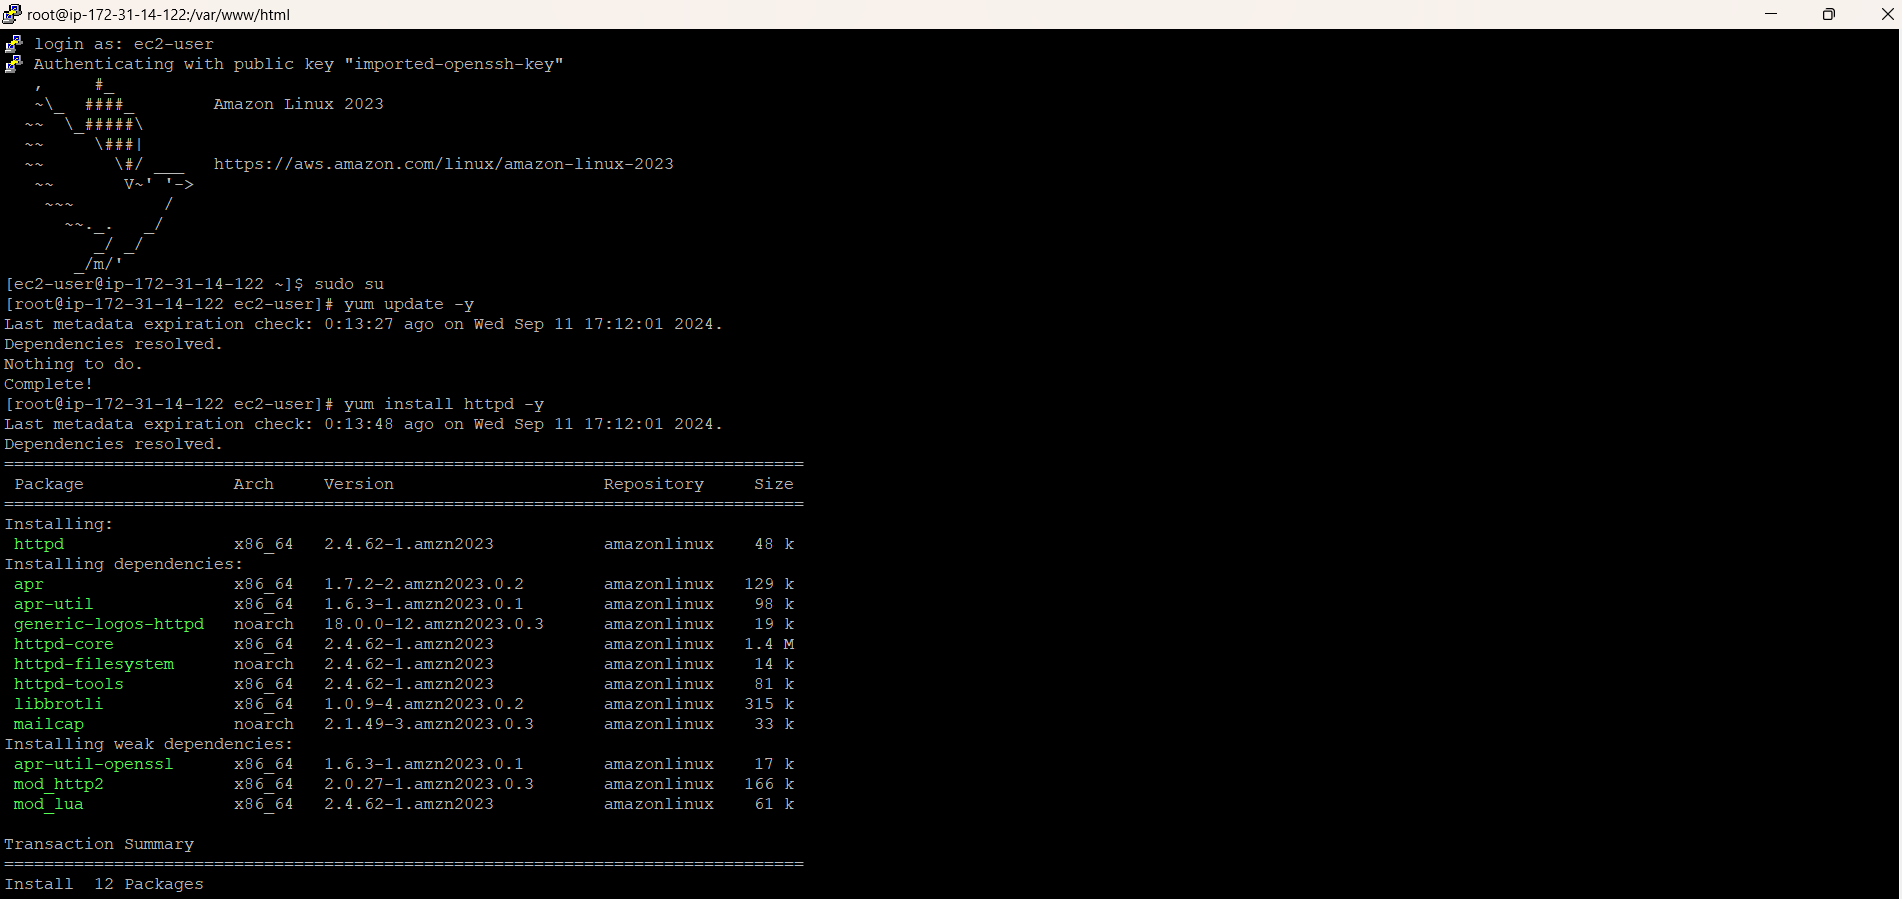 root@ip-172-31-14-122:/var/www/html
login as: ec2-user
Authenticating with public key "imported-openssh-key"
   ,     #_
   ~\_  ####_        Amazon Linux 2023
  ~~  \_#####\
  ~~     \###|
  ~~       \#/ ___   https://aws.amazon.com/linux/amazon-linux-2023
   ~~       V~' '->
    ~~~         /
      ~~._.   _/
         _/ _/
       _/m/'
[ec2-user@ip-172-31-14-122 ~]$ sudo su
[root@ip-172-31-14-122 ec2-user]# yum update -y
Last metadata expiration check: 0:13:27 ago on Wed Sep 11 17:12:01 2024.
Dependencies resolved.
Nothing to do.
Complete!
[root@ip-172-31-14-122 ec2-user]# yum install httpd -y
Last metadata expiration check: 0:13:48 ago on Wed Sep 11 17:12:01 2024.
Dependencies resolved.
================================================================================
 Package               Arch     Version                     Repository     Size
================================================================================
Installing:
 httpd                 x86_64   2.4.62-1.amzn2023           amazonlinux    48 k
Installing dependencies:
 apr                   x86_64   1.7.2-2.amzn2023.0.2        amazonlinux   129 k
 apr-util              x86_64   1.6.3-1.amzn2023.0.1        amazonlinux    98 k
 generic-logos-httpd   noarch   18.0.0-12.amzn2023.0.3      amazonlinux    19 k
 httpd-core            x86_64   2.4.62-1.amzn2023           amazonlinux   1.4 M
 httpd-filesystem      noarch   2.4.62-1.amzn2023           amazonlinux    14 k
 httpd-tools           x86_64   2.4.62-1.amzn2023           amazonlinux    81 k
 libbrotli             x86_64   1.0.9-4.amzn2023.0.2        amazonlinux   315 k
 mailcap               noarch   2.1.49-3.amzn2023.0.3       amazonlinux    33 k
Installing weak dependencies:
 apr-util-openssl      x86_64   1.6.3-1.amzn2023.0.1        amazonlinux    17 k
 mod_http2             x86_64   2.0.27-1.amzn2023.0.3       amazonlinux   166 k
 mod_lua               x86_64   2.4.62-1.amzn2023           amazonlinux    61 k
Transaction Summary
================================================================================
Install  12 Packages